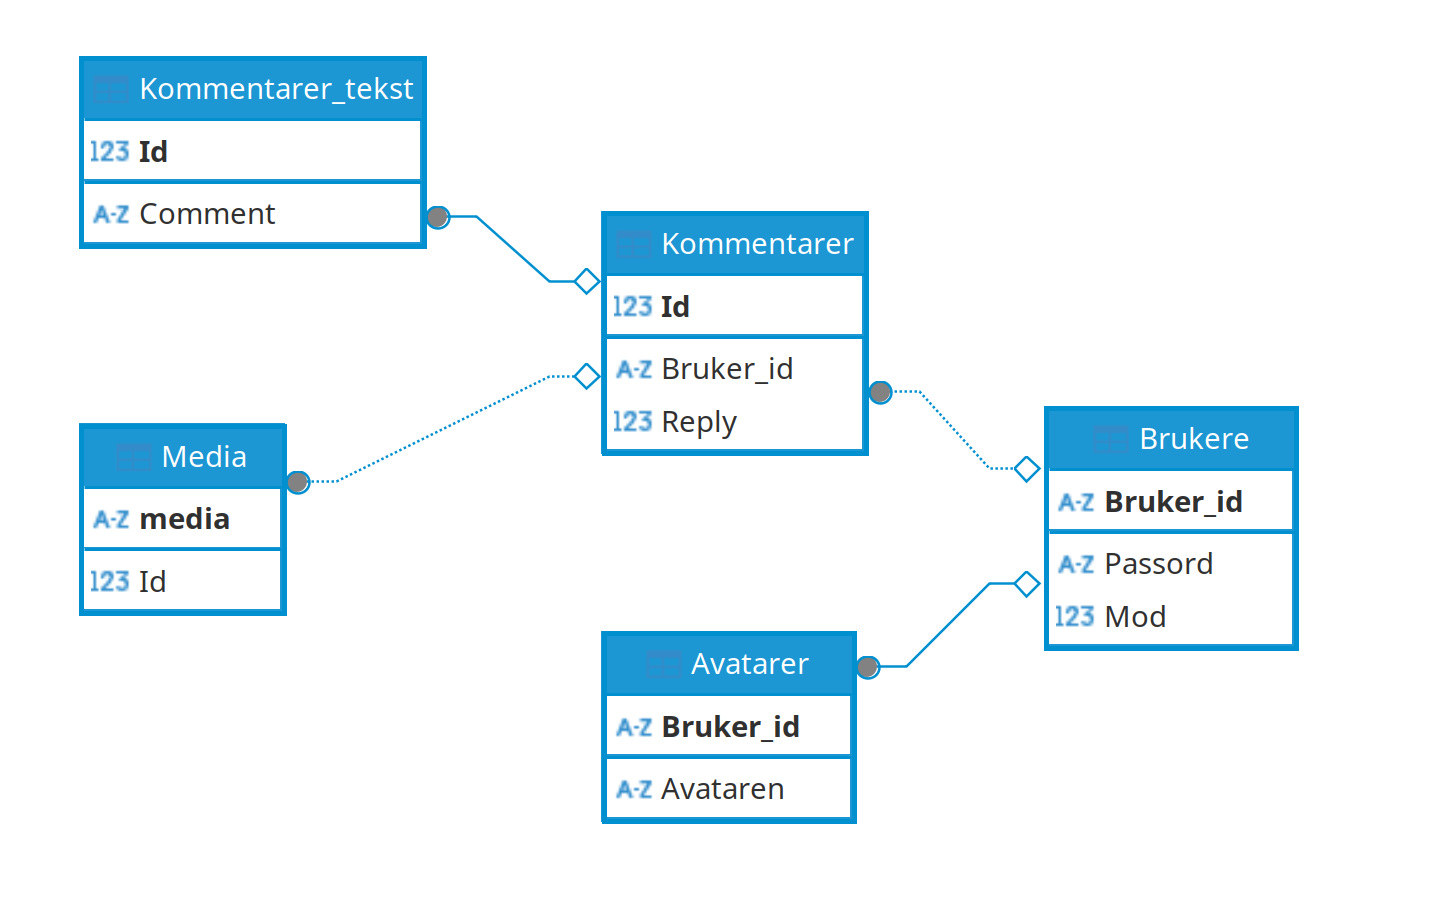 Kommentarer_tekst
123 Id
A-Z Comment
Kommentarer
123 Id
A-Z Bruker_id
123 Reply
Media
A-Z media
123 Id
Brukere
A-Z Bruker_id
A-Z Passord
123 Mod
Avatarer
A-Z Bruker_id
A-Z Avataren